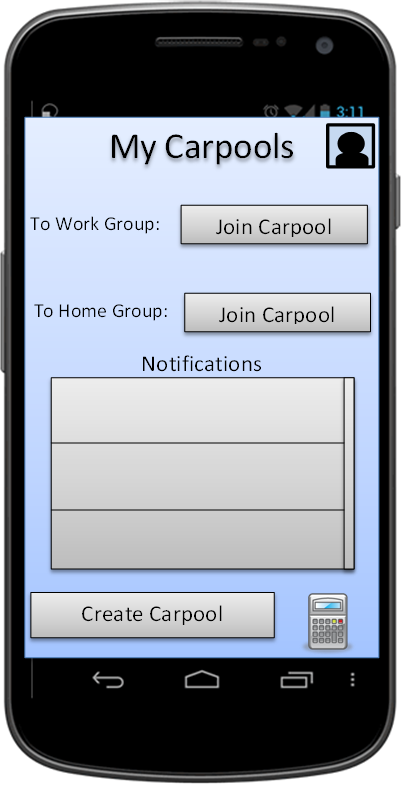 3:11
My Carpools
To Work Group:
Join Carpool
To Home Group:
Join Carpool
Notifications
Create Carpool